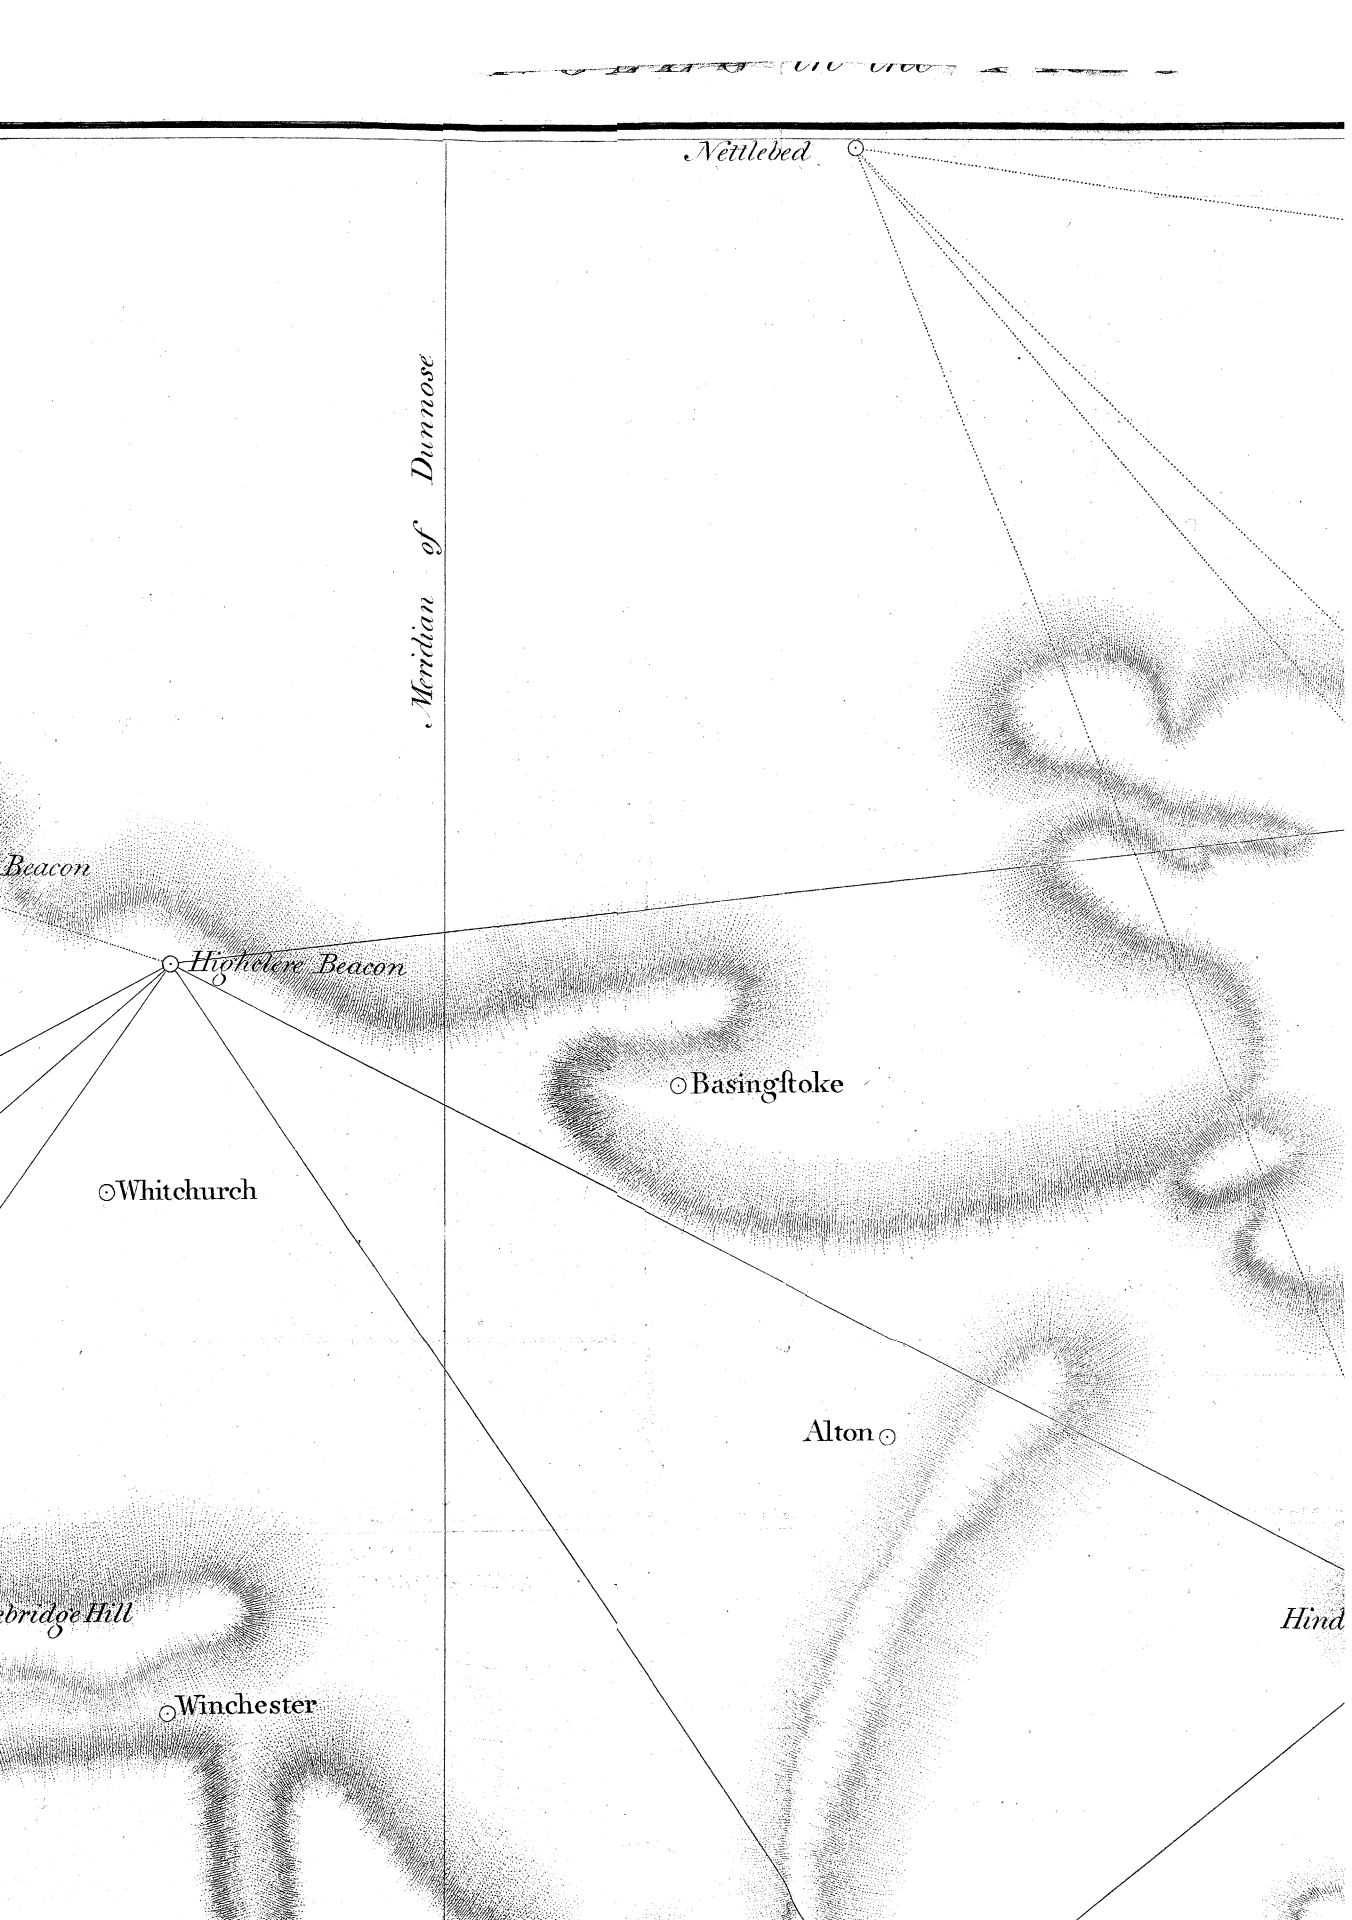 Nettlebed
Meridian of Dunnose
Beacon
Highclere Beacon
Basingſtoke
Whitchurch
Alton
ebridge Hill
Hind
Winchester